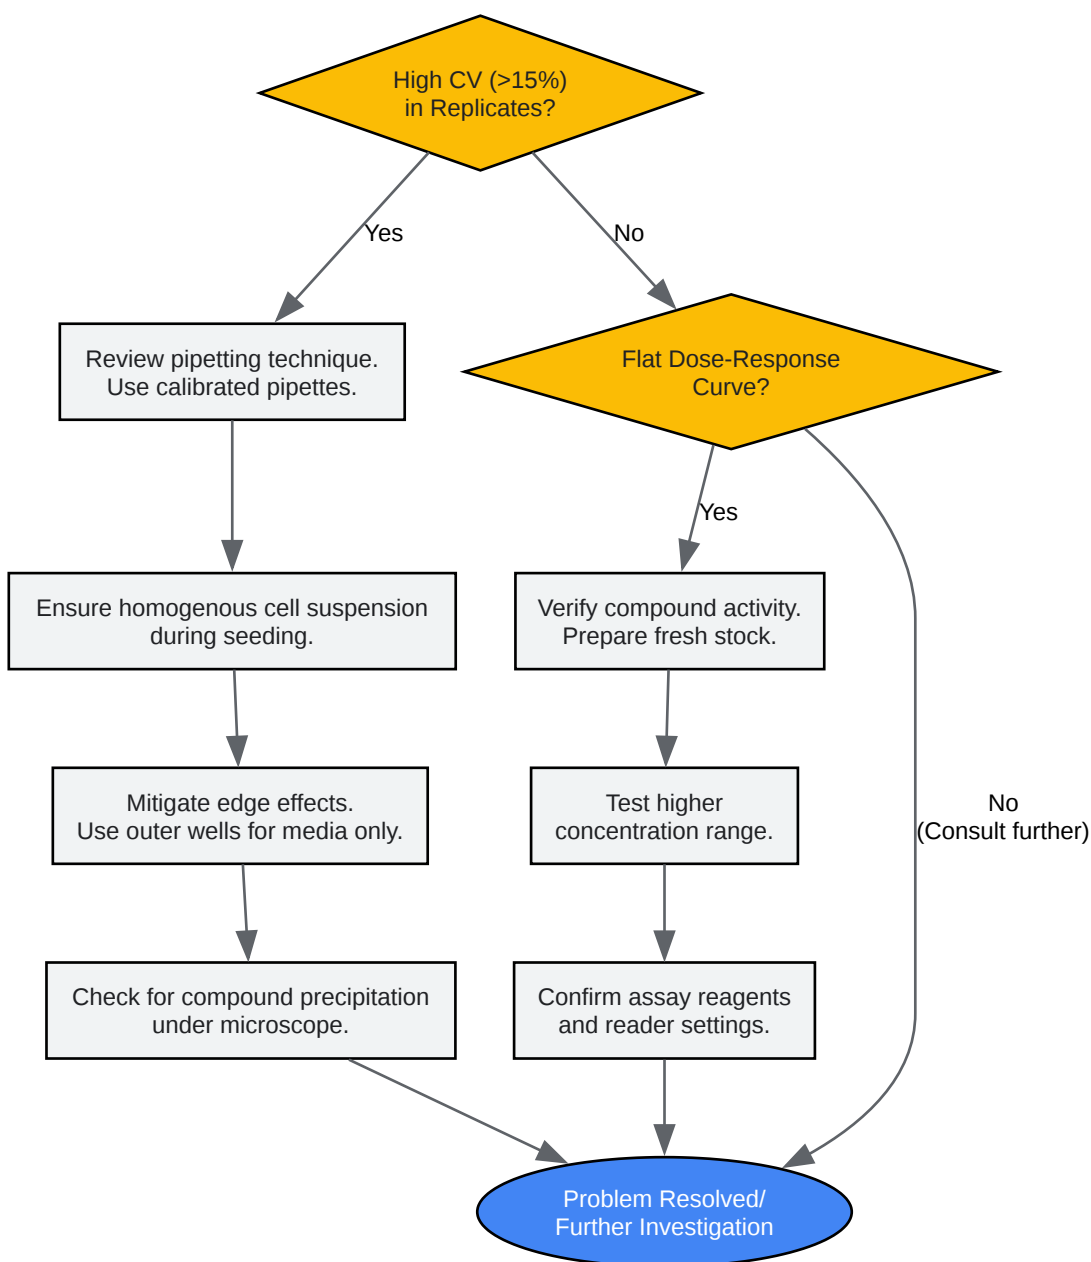 High CV (>15%)
in Replicates?
Yes
No
Review pipetting technique.
Use calibrated pipettes.
Flat Dose-Response
Curve?
Yes
Ensure homogenous cell suspension
during seeding.
Verify compound activity.
Prepare fresh stock.
Mitigate edge effects.
Use outer wells for media only.
Test higher
concentration range.
No
(Consult further)
Check for compound precipitation
under microscope.
Confirm assay reagents
and reader settings.
Problem Resolved/
Further Investigation